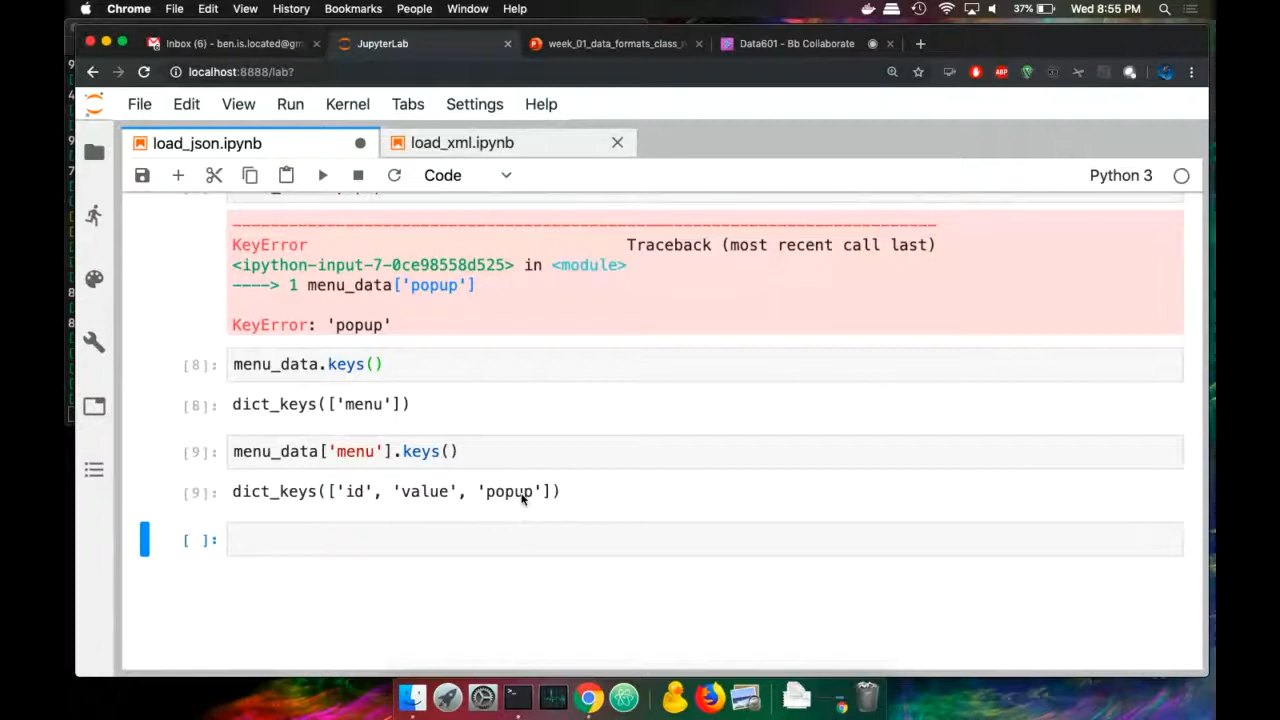 Chrome File Edit View History Bookmarks People Window Help 37% Wed 8:55 PM
Inbox (6) - ben.is.located@gm JupyterLab week_01_data_formats_class_ Data601 - Bb Collaborate
localhost:8888/lab? ABP
File Edit View Run Kernel Tabs Settings Help
load_json.ipynb load_xml.ipynb
Code Python 3
KeyError Traceback (most recent call last)
<ipython-input-7-0ce98558d525> in <module>
----> 1 menu_data['popup']
KeyError: 'popup'
[8]: menu_data.keys()
[8]: dict_keys(['menu'])
[9]: menu_data['menu'].keys()
[9]: dict_keys(['id', 'value', 'popup'])
[ ]: